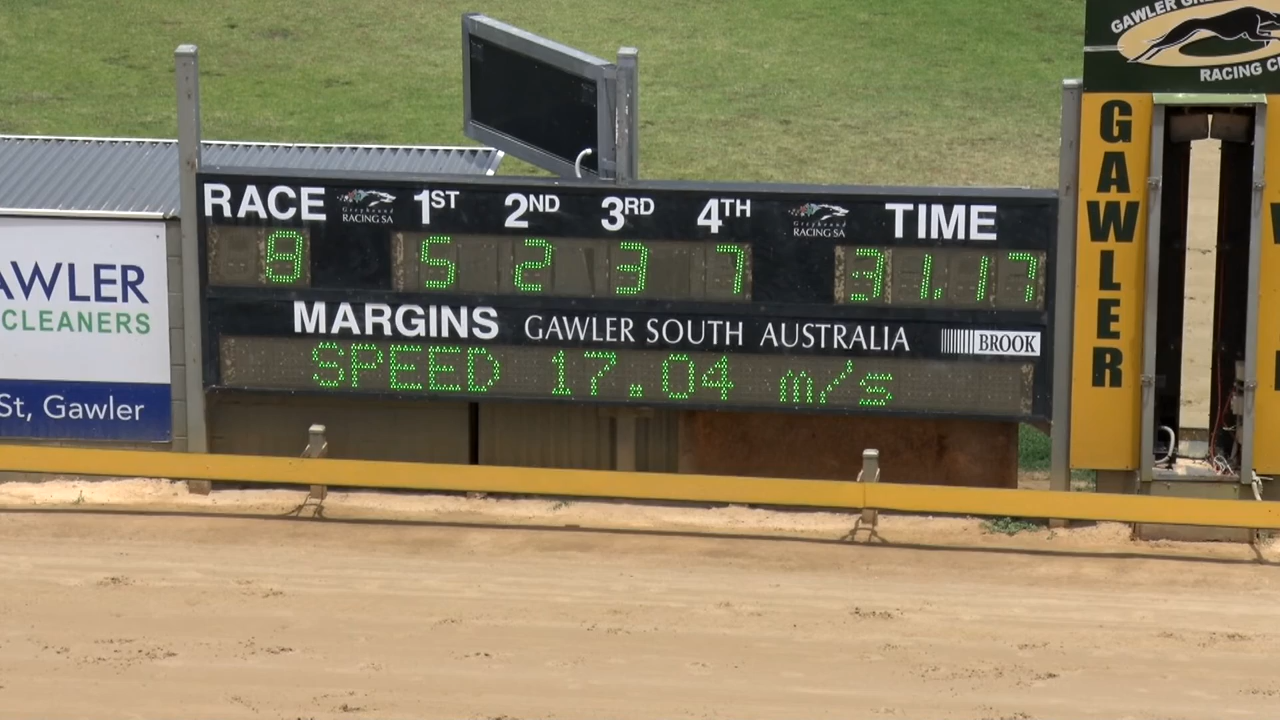 GAWLER GRE
RACING C
GAWLER
RACE Greyhound RACING SA 1ST 2ND 3RD 4TH Greyhound RACING SA TIME
8 5 2 3 7 31.17
MARGINS GAWLER SOUTH AUSTRALIA BROOK
SPEED 17.04 m/s
AWLER
CLEANERS
St, Gawler